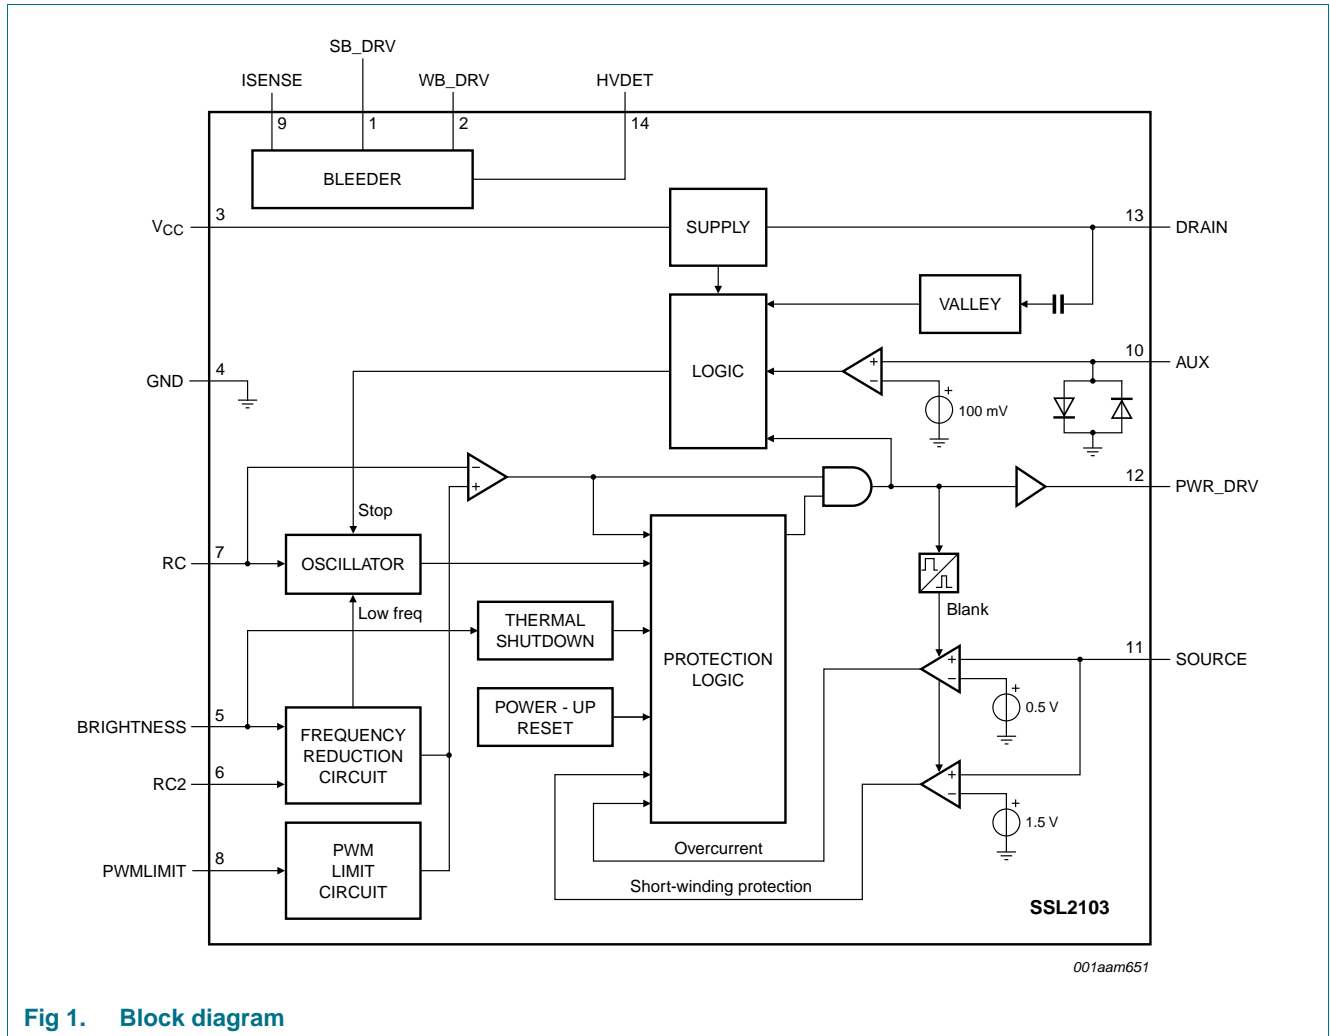 SB_DRV
ISENSE
WB_DRV
HVDET
9
1
2
14
BLEEDER
VCC
3
SUPPLY
13
DRAIN
VALLEY
GND
4
LOGIC
+
−
+
100 mV
10
AUX
−
+
12
PWR_DRV
Stop
RC
7
OSCILLATOR
Low freq
Blank
THERMAL
SHUTDOWN
PROTECTION
LOGIC
+
−
+
0.5 V
11
SOURCE
POWER - UP
RESET
BRIGHTNESS
5
FREQUENCY
REDUCTION
CIRCUIT
RC2
6
+
−
+
1.5 V
PWMLIMIT
8
PWM
LIMIT
CIRCUIT
Overcurrent
Short-winding protection
SSL2103
001aam651
Fig 1. Block diagram